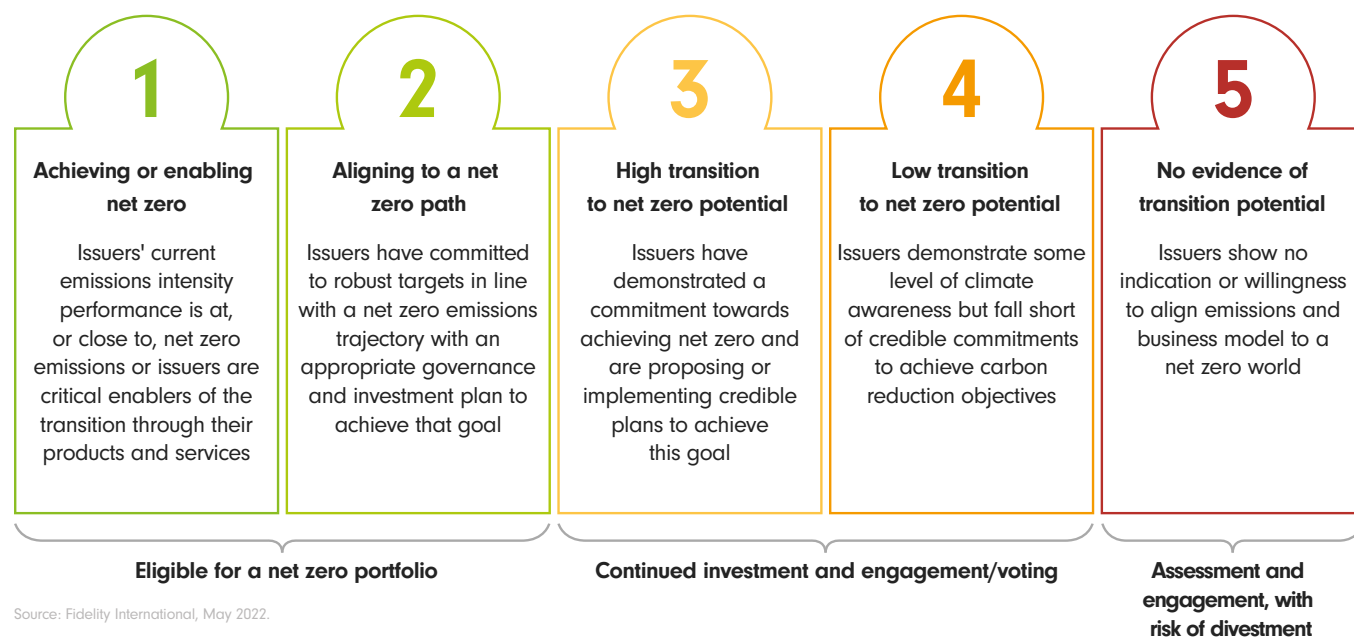 1
Achieving or enabling
net zero
Issuers' current
emissions intensity
performance is at,
or close to, net zero
emissions or issuers are
critical enablers of the
transition through their
products and services
2
Aligning to a net
zero path
Issuers have committed
to robust targets in line
with a net zero emissions
trajectory with an
appropriate governance
and investment plan to
achieve that goal
3
High transition
to net zero potential
Issuers have
demonstrated a
commitment towards
achieving net zero and
are proposing or
implementing credible
plans to achieve
this goal
4
Low transition
to net zero potential
Issuers demonstrate some
level of climate
awareness but fall short
of credible commitments
to achieve carbon
reduction objectives
5
No evidence of
transition potential
Issuers show no
indication or willingness
to align emissions and
business model to a
net zero world
Eligible for a net zero portfolio
Continued investment and engagement/voting
Assessment and
engagement, with
risk of divestment
Source: Fidelity International, May 2022.